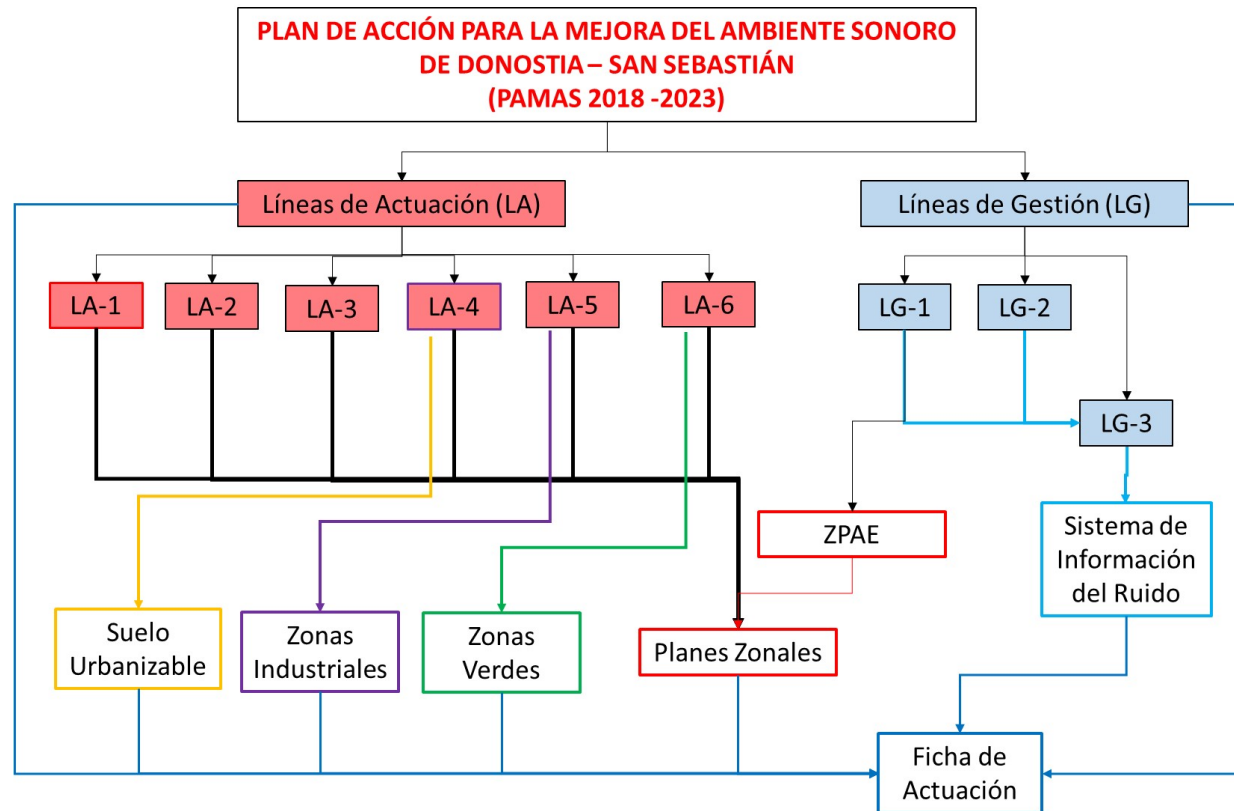 PLAN DE ACCIÓN PARA LA MEJORA DEL AMBIENTE SONORO
DE DONOSTIA – SAN SEBASTIÁN
(PAMAS 2018 -2023)
Líneas de Actuación (LA)
Líneas de Gestión (LG)
LA-1
LA-2
LA-3
LA-4
LA-5
LA-6
LG-1
LG-2
LG-3
ZPAE
Sistema de
Información
del Ruido
Suelo
Urbanizable
Zonas
Industriales
Zonas
Verdes
Planes Zonales
Ficha de
Actuación